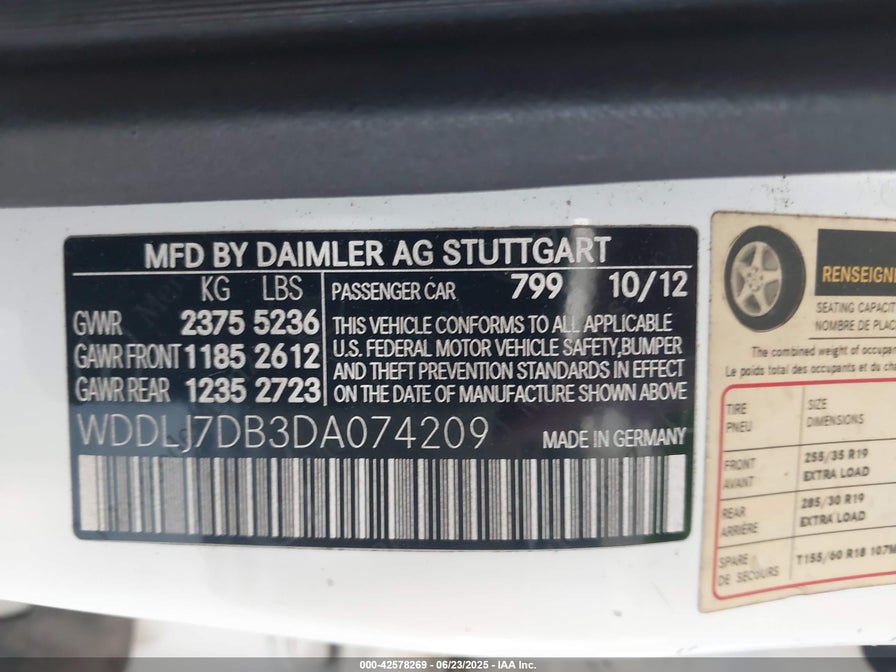 MFD BY DAIMLER AG STUTTGART
KG LBS
GVWR 2375 5236
GAWR FRONT 1185 2612
GAWR REAR 1235 2723
PASSENGER CAR 799 10/12
THIS VEHICLE CONFORMS TO ALL APPLICABLE
U.S. FEDERAL MOTOR VEHICLE SAFETY,BUMPER
AND THEFT PREVENTION STANDARDS IN EFFECT
ON THE DATE OF MANUFACTURE SHOWN ABOVE
WDDLJ7DB3DA074209
MADE IN GERMANY
SEATING
NOMBRE DE
The combined weight of
Le poids total des occupants et du
TIRE
PNEU
SIZE
DIMENSIONS
FRONT
AVANT
255/35 R19
EXTRA LOAD
REAR
ARRIÈRE
285/30 R19
EXTRA LOAD
SPARE
DE SECOURS
T155/60 R18 107M
000-42578269 - 06/23/2025 - IAA Inc.